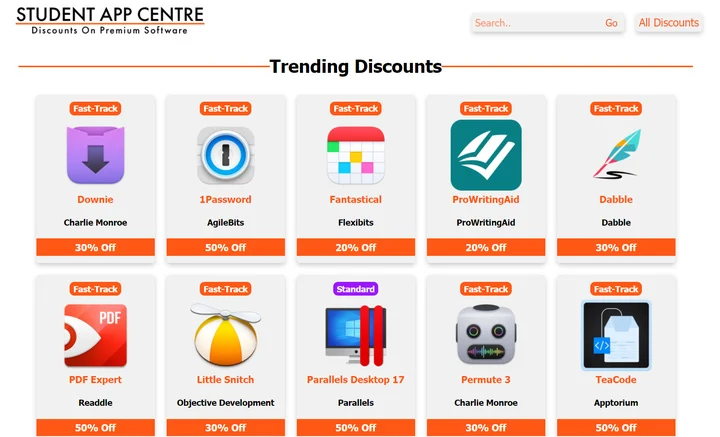 STUDENT APP CENTRE
Discounts On Premium Software
Search..
Go
All Discounts
Trending Discounts
Fast-Track
Downie
Charlie Monroe
30% Off
Fast-Track
1Password
AgileBits
50% Off
Fast-Track
Fantastical
Flexibits
20% Off
Fast-Track
ProWritingAid
ProWritingAid
20% Off
Fast-Track
Dabble
Dabble
30% Off
Fast-Track
PDF
PDF Expert
Readdle
50% Off
Fast-Track
Little Snitch
Objective Development
30% Off
Standard
Parallels Desktop 17
Parallels
50% Off
Fast-Track
Permute 3
Charlie Monroe
30% Off
Fast-Track
</>
TeaCode
Apptorium
50% Off